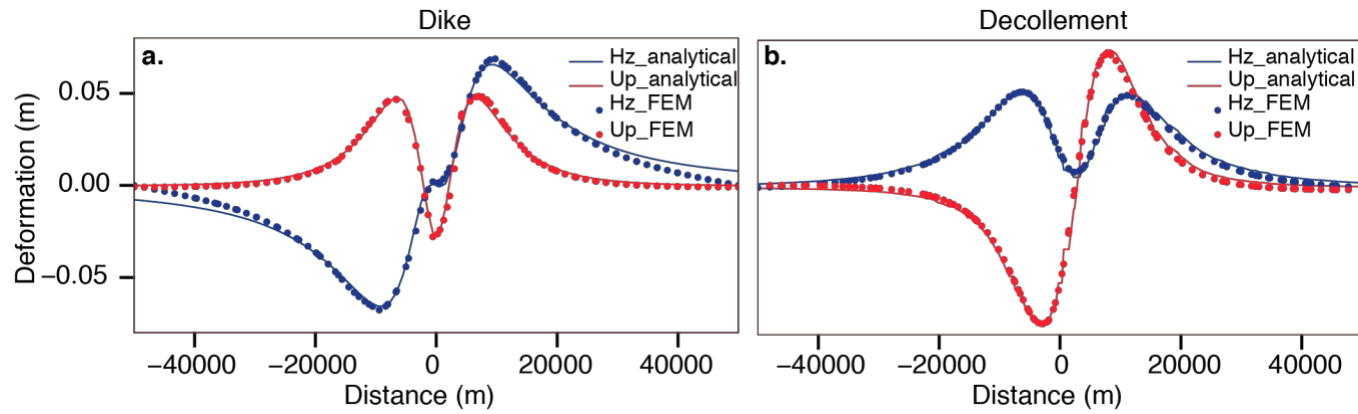 Dike
a.
Hz_analytical
Up_analytical
Hz_FEM
Up_FEM
0.05
0.00
−0.05
Deformation (m)
−40000 −20000 0 20000 40000
Distance (m)
Decollement
b.
Hz_analytical
Up_analytical
Hz_FEM
Up_FEM
−40000 −20000 0 20000 40000
Distance (m)